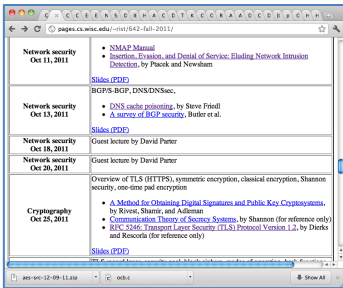 pages.cs.wisc.edu/~rist/642-fall-2011/
Network security
Oct 11, 2011
NMAP Manual
Insertion, Evasion, and Denial of Service: Eluding Network Intrusion
Detection, by Ptacek and Newsham
Slides (PDF)
Network security
Oct 13, 2011
BGP/S-BGP, DNS/DNSsec,
DNS cache poisoning, by Steve Friedl
A survey of BGP security, Butler et al.
Slides (PDF)
Network security
Oct 18, 2011
Guest lecture by David Parter
Network security
Oct 20, 2011
Guest lecture by David Parter
Cryptography
Oct 25, 2011
Overview of TLS (HTTPS), symmetric encryption, classical encryption, Shannon
security, one-time pad encryption
A Method for Obtaining Digital Signatures and Public Key Cryptosystems,
by Rivest, Shamir, and Adleman
Communication Theory of Secrecy Systems, by Shannon (for reference only)
RFC 5246: Transport Layer Security (TLS) Protocol Version 1.2, by Dierks
and Rescorla (for reference only)
Slides (PDF)
aes-src-12-09-11.zip
ocb.c
Show All